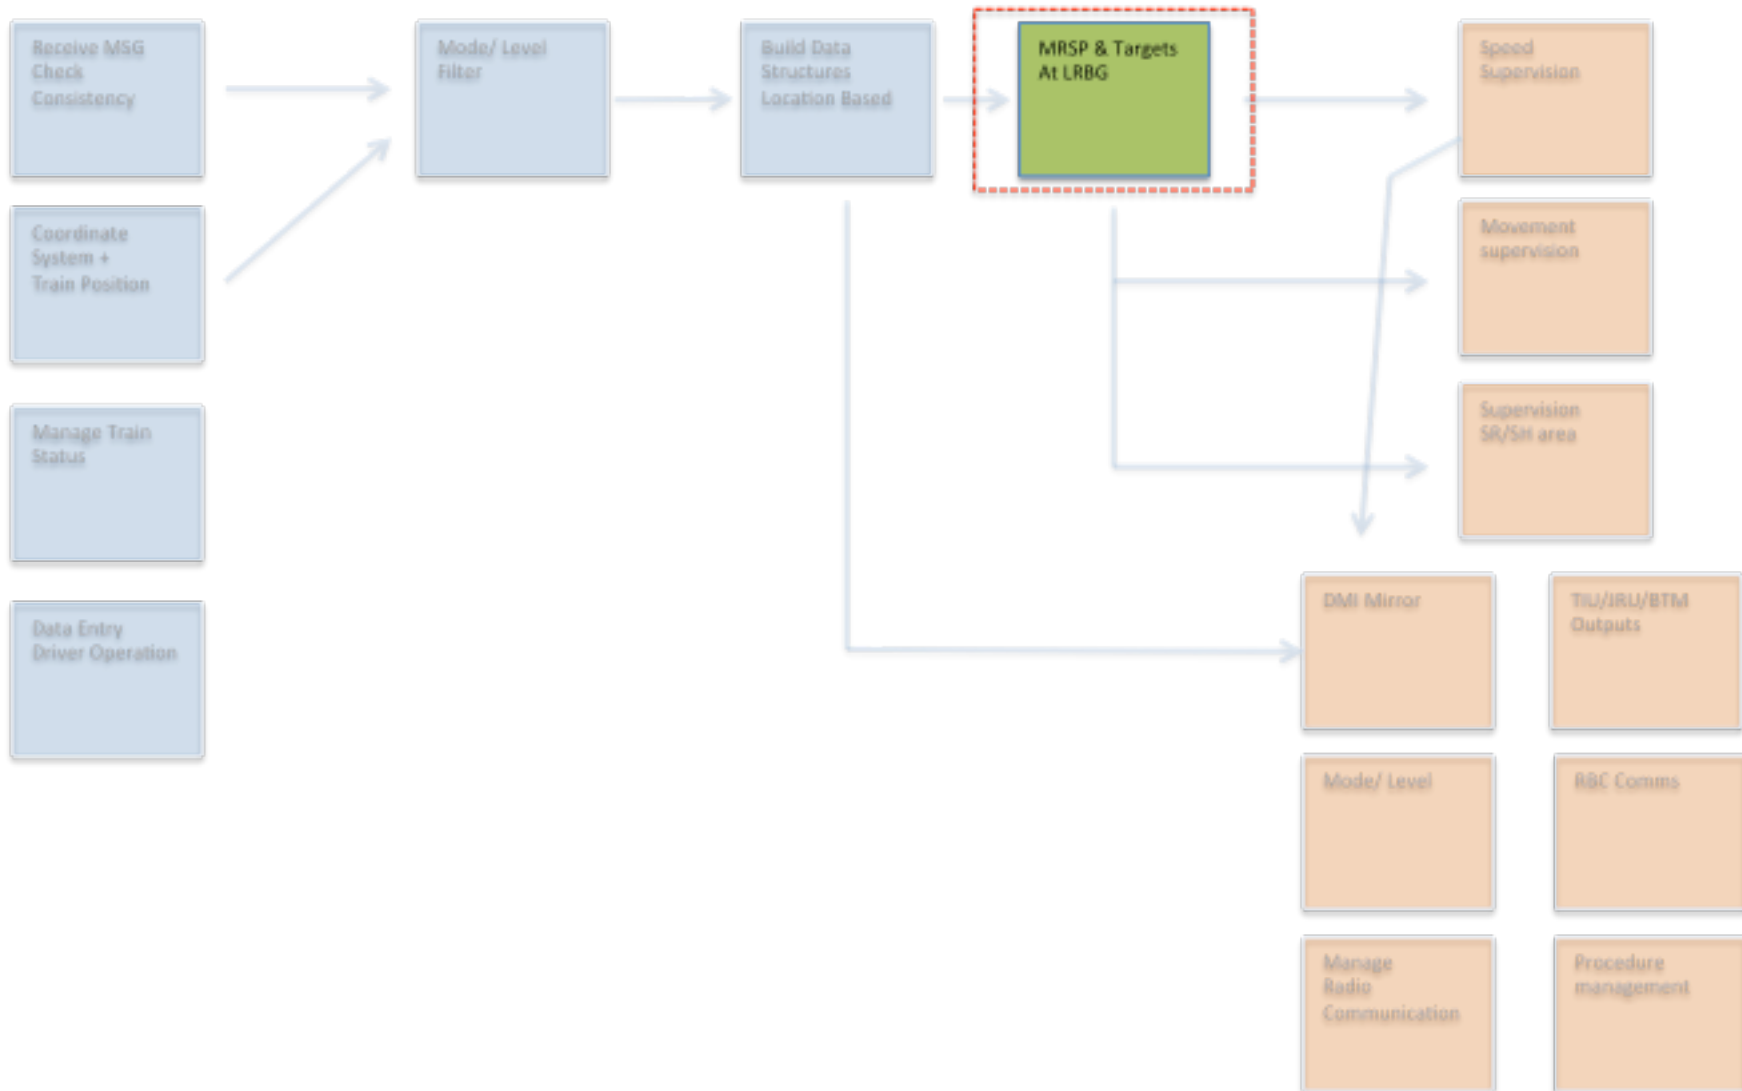 Receive MSG
Check
Consistency
Mode/ Level
Filter
Build Data
Structures
Location Based
MRSP & Targets
At LRBG
Speed
Supervision
Coordinate
System +
Train Position
Movement
supervision
Manage Train
Status
Supervision
SR/SH area
Data Entry
Driver Operation
DMI Mirror
TIU/JRU/BTM
Outputs
Mode/ Level
RBC Comms
Manage
Radio
Communication
Procedure
management